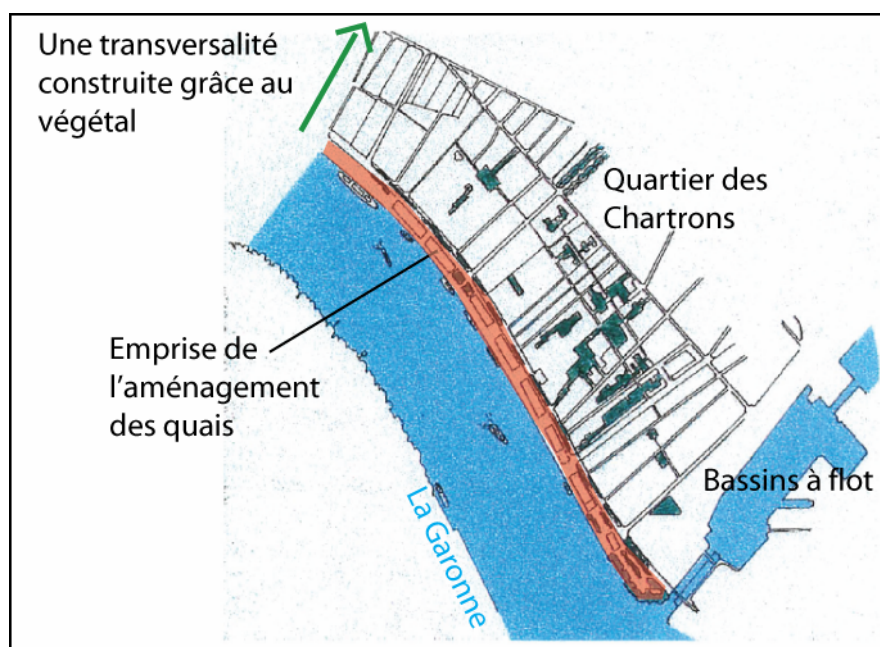 Une transversalité
construite grâce au
végétal
Quartier des
Chartrons
Emprise de
l'aménagement
des quais
Bassins à flot
La Garonne